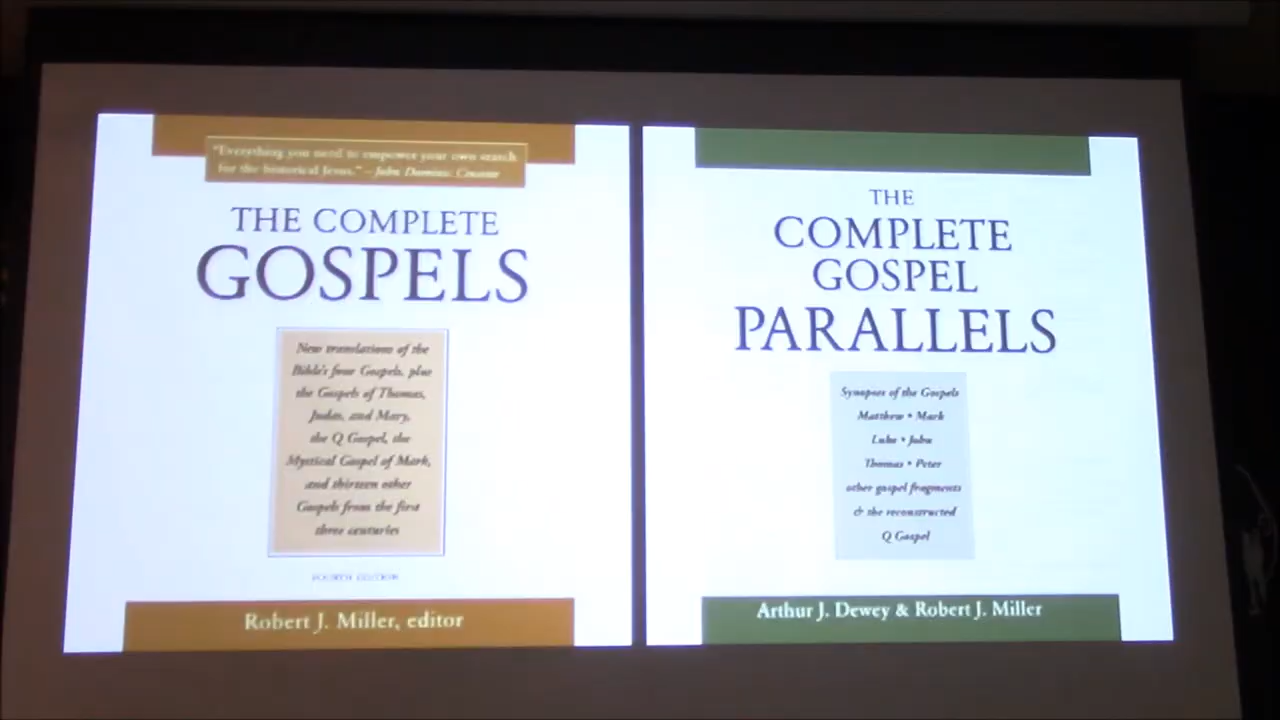 "Everything you need to empower your own search
for the historical Jesus." – John Dominic Crossan
THE COMPLETE
GOSPELS
New translations of the
Bible's four Gospels, plus
the Gospels of Thomas,
Judas, and Mary,
the Q Gospel, the
Mystical Gospel of Mark,
and thirteen other
Gospels from the first
three centuries
FOURTH EDITION
Robert J. Miller, editor
THE
COMPLETE
GOSPEL
PARALLELS
Synopses of the Gospels
Matthew • Mark
Luke • John
Thomas • Peter
other gospel fragments
& the reconstructed
Q Gospel
Arthur J. Dewey & Robert J. Miller